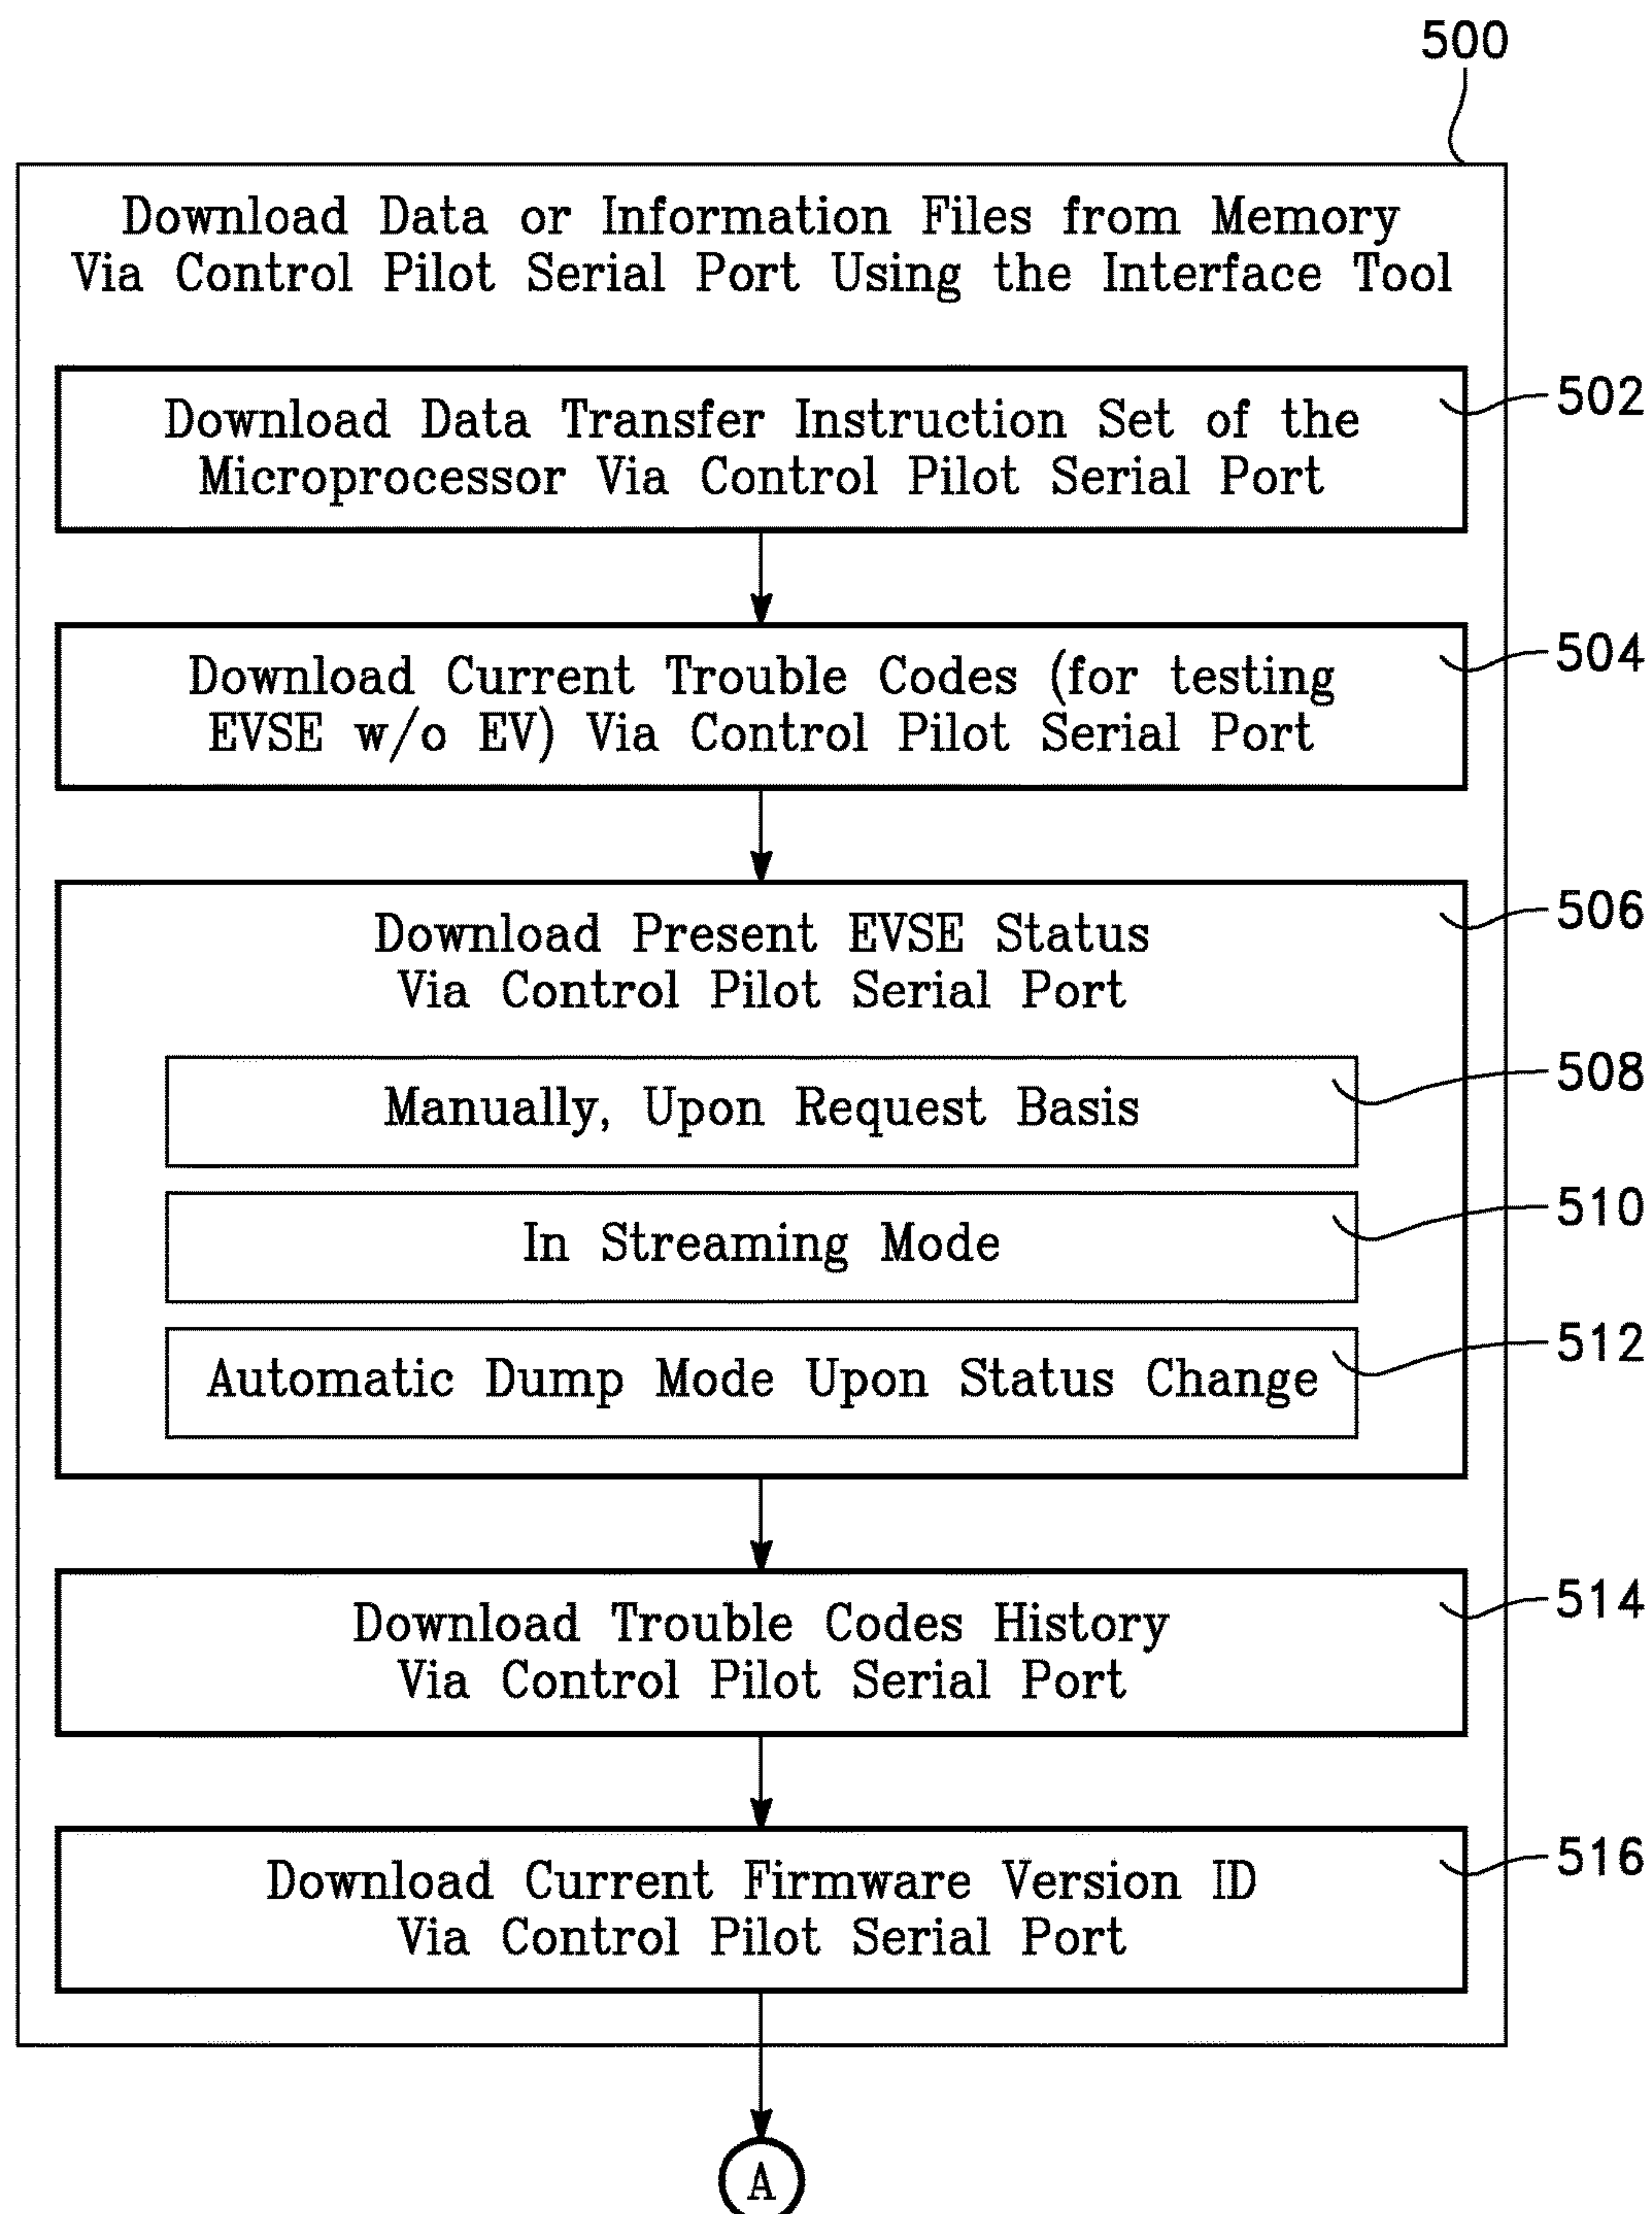 500
Download Data or Information Files from Memory
Via Control Pilot Serial Port Using the Interface Tool
502
Download Data Transfer Instruction Set of the
Microprocessor Via Control Pilot Serial Port
504
Download Current Trouble Codes (for testing
EVSE w/o EV) Via Control Pilot Serial Port
506
Download Present EVSE Status
Via Control Pilot Serial Port
508
Manually, Upon Request Basis
510
In Streaming Mode
512
Automatic Dump Mode Upon Status Change
514
Download Trouble Codes History
Via Control Pilot Serial Port
516
Download Current Firmware Version ID
Via Control Pilot Serial Port
A